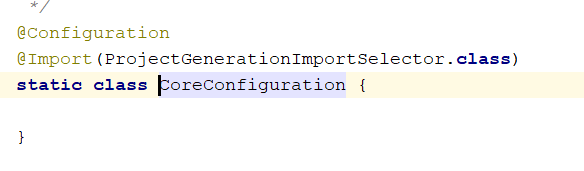 */
@Configuration
@Import(ProjectGenerationImportSelector.class)
static class CoreConfiguration {
}